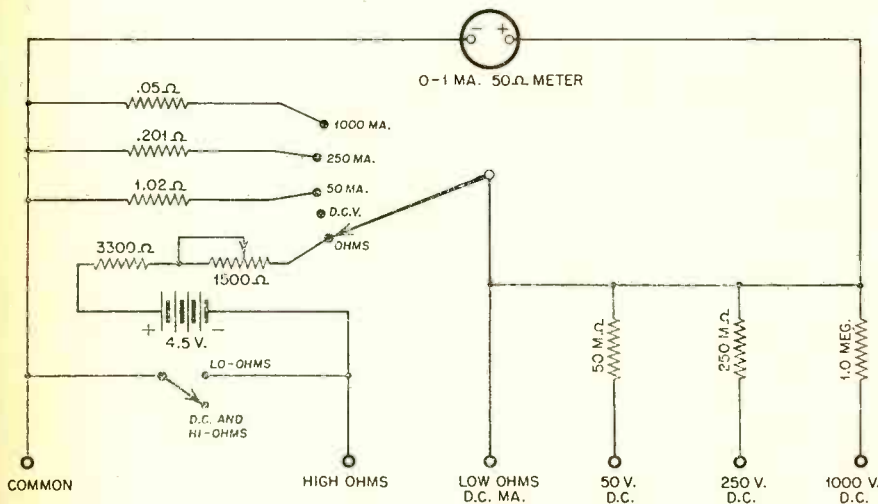 - +
0-1 MA. 50Ω METER
.05Ω
1000 MA.
.201Ω
250 MA.
1.02Ω
50 MA.
D.C.V.
OHMS
3300Ω
1500Ω
+ -
4.5 V.
LO-OHMS
D.C. AND
HI-OHMS
50 MΩ
250 MΩ
1.0 MEG.
COMMON
HIGH OHMS
LOW OHMS
D.C. MA.
50 V.
D.C.
250 V.
D.C.
1000 V.
D.C.